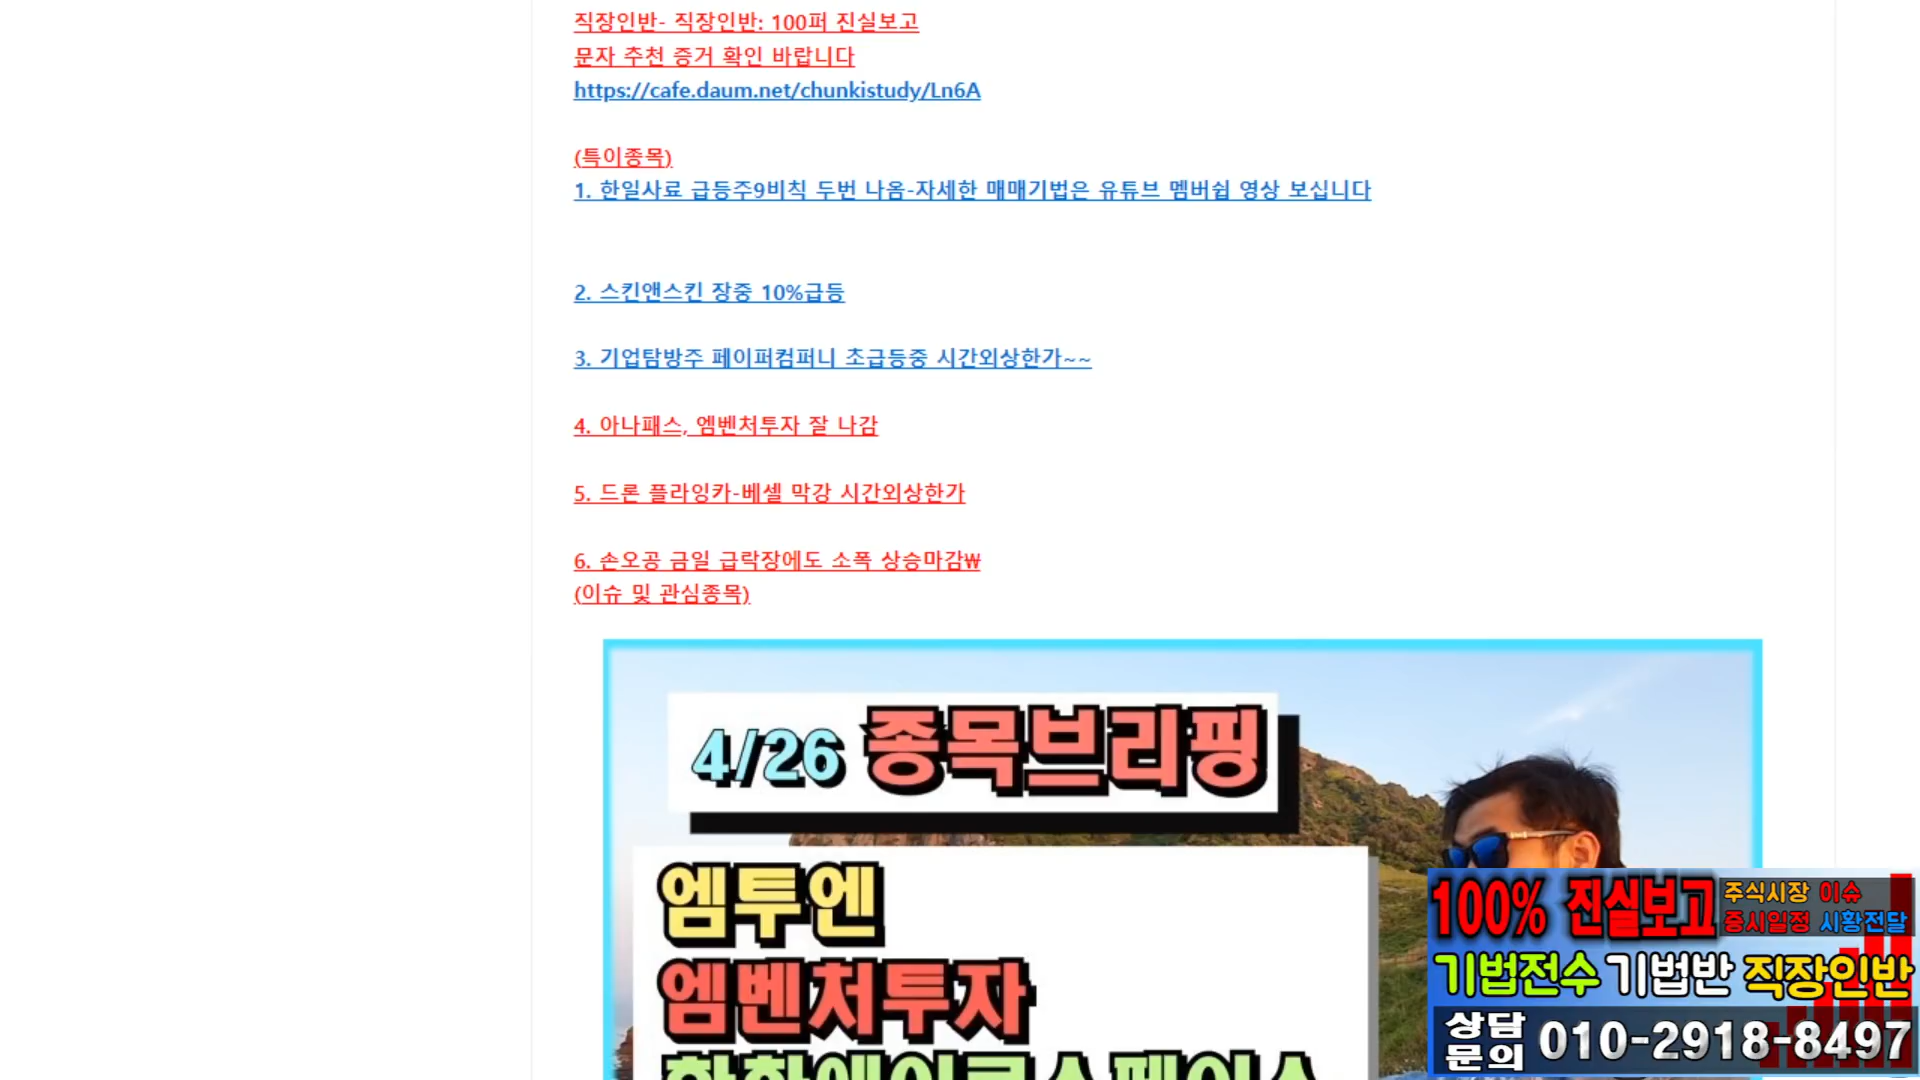 직장인반- 직장인반: 100퍼 진실보고
문자 추천 증거 확인 바랍니다
https://cafe.daum.net/chunkistudy/Ln6A
(특이종목)
1. 한일사료 급등주9비칙 두번 나옴-자세한 매매기법은 유튜브 멤버쉽 영상 보십니다
2. 스킨앤스킨 장중 10%급등
3. 기업탐방주 페이퍼컴퍼니 초급등중 시간외상한가~~
4. 아나패스, 엠벤처투자 잘 나감
5. 드론 플라잉카-베셀 막강 시간외상한가
6. 손오공 금일 급락장에도 소폭 상승마감₩
(이슈 및 관심종목)
4/26 종목브리핑
엠투엔
엠벤처투자
한화에어로스페이스
100% 진실보고
주식시장 이슈
증시일정 시황전달
기법전수 기법반 직장인반
상담문의 010-2918-8497